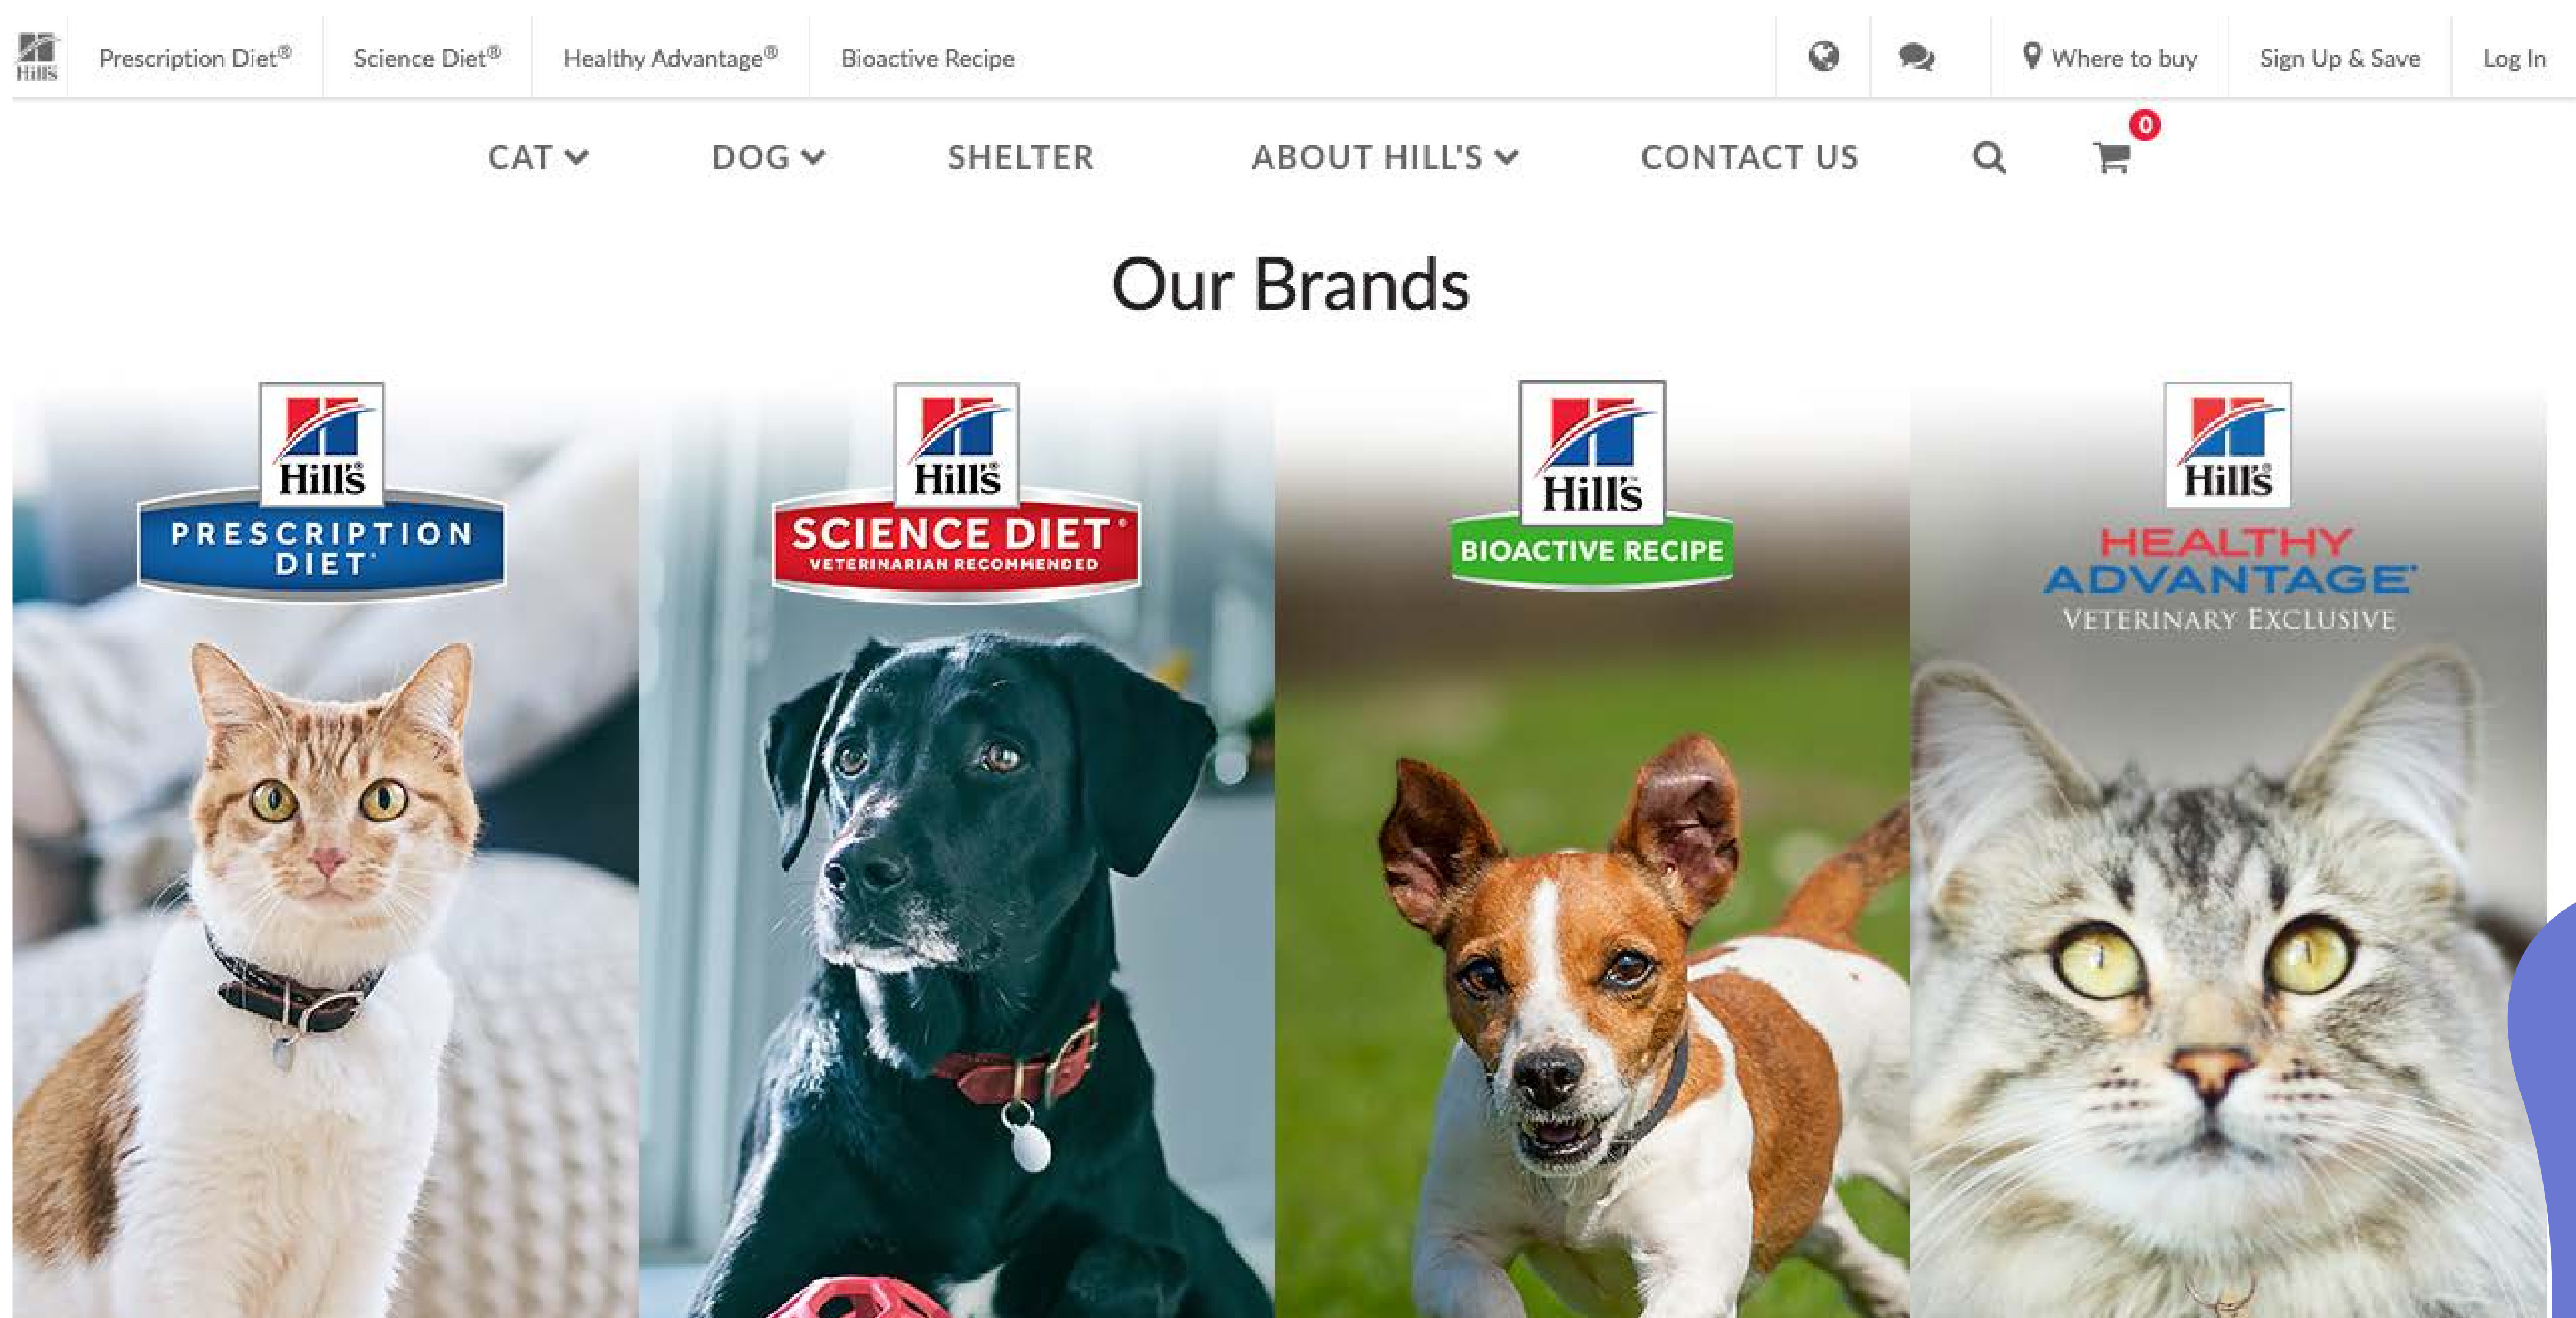 Hill's
Prescription Diet®
Science Diet®
Healthy Advantage®
Bioactive Recipe
Where to buy
Sign Up & Save
Log In
CAT
DOG
SHELTER
ABOUT HILL'S
CONTACT US
0
Our Brands
Hill's®
PRESCRIPTION
DIET®
Hill's®
SCIENCE DIET®
VETERINARIAN RECOMMENDED
Hill's™
BIOACTIVE RECIPE
Hill's®
HEALTHY
ADVANTAGE®
VETERINARY EXCLUSIVE